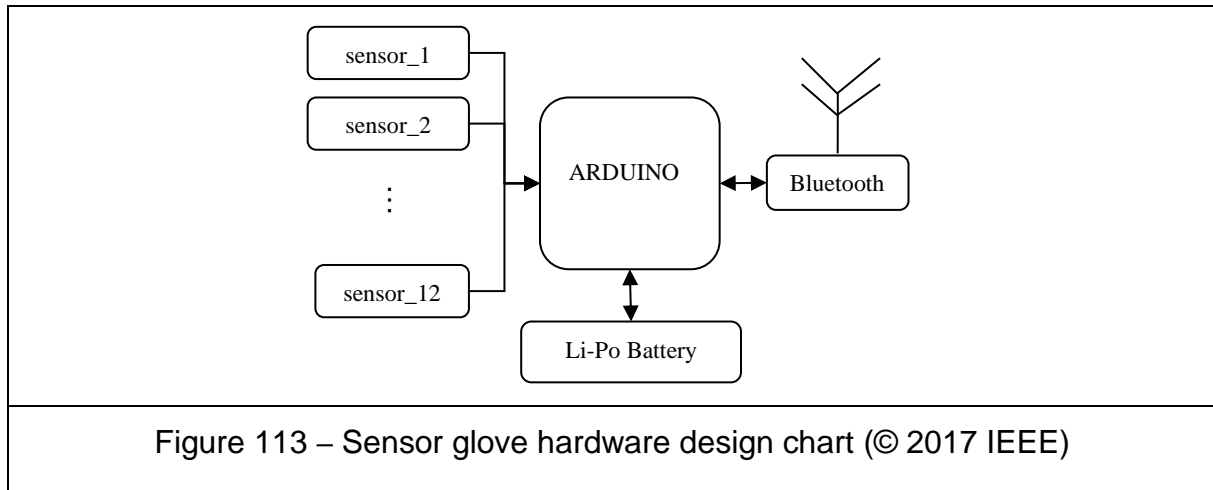 sensor_1
sensor_2
⋮
sensor_12
ARDUINO
Bluetooth
Li-Po Battery
Figure 113 – Sensor glove hardware design chart (© 2017 IEEE)